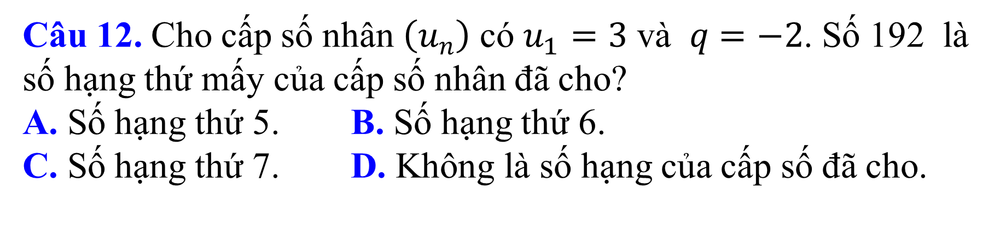 Câu 12. Cho cấp số nhân (uₙ) có u₁ = 3 và q = −2. Số 192 là
số hạng thứ mấy của cấp số nhân đã cho?
A. Số hạng thứ 5. B. Số hạng thứ 6.
C. Số hạng thứ 7. D. Không là số hạng của cấp số đã cho.